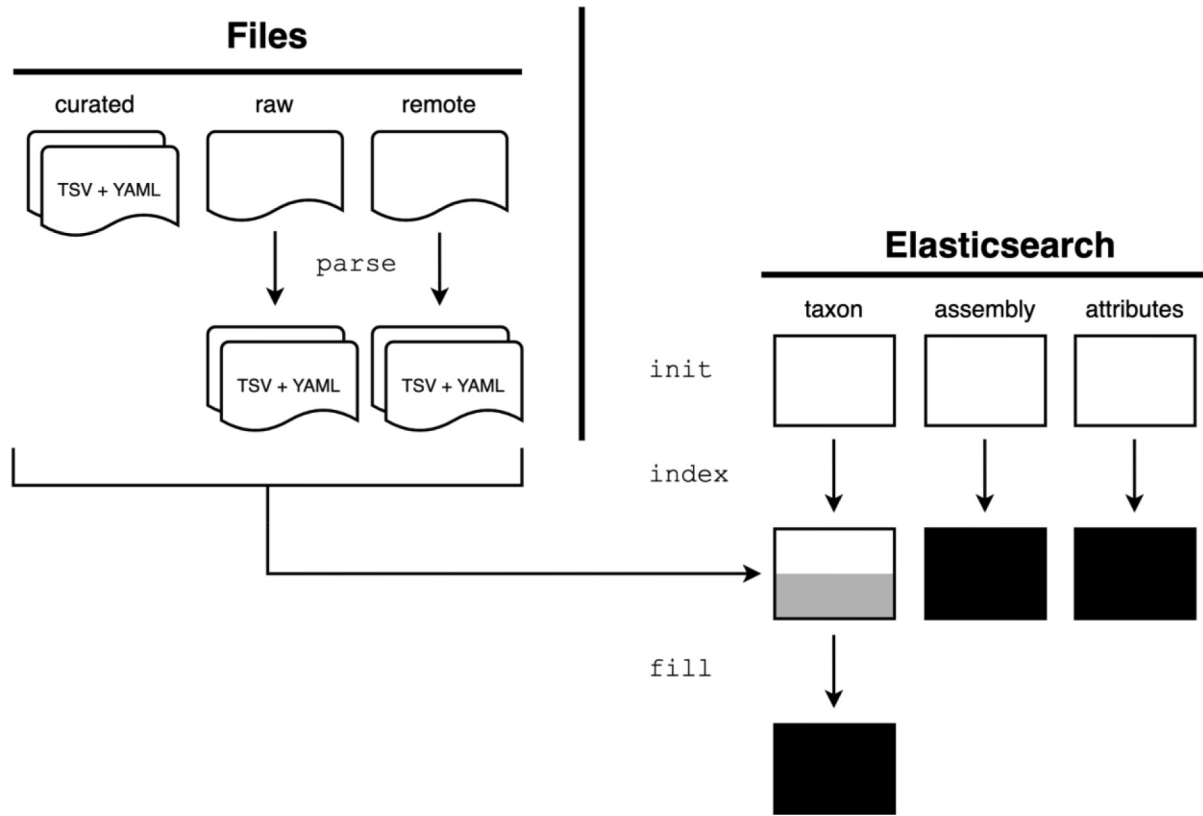 Files
curated raw remote
TSV + YAML
parse
TSV + YAML TSV + YAML
Elasticsearch
taxon assembly attributes
init
index
fill